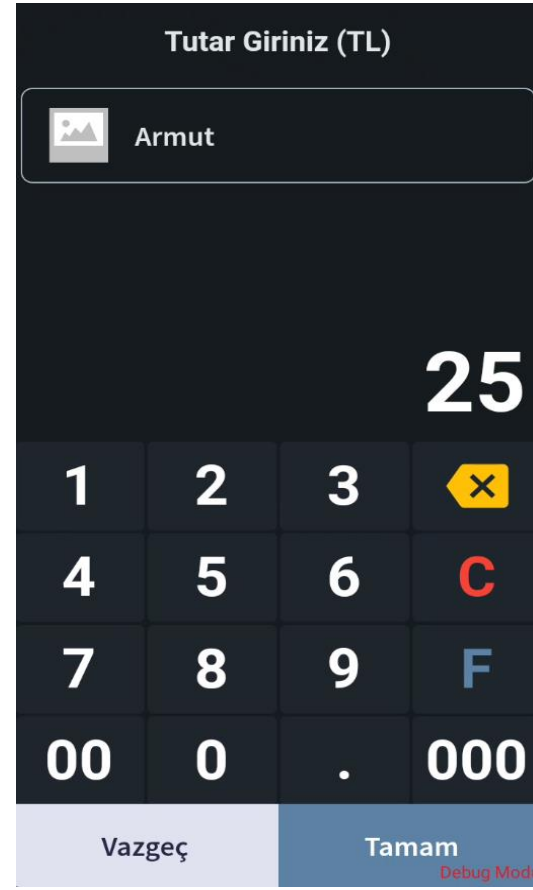 Tutar Giriniz (TL)
Armut
25
1 2 3
4 5 6 C
7 8 9 F
00 0 . 000
Vazgeç Tamam
Debug Mod